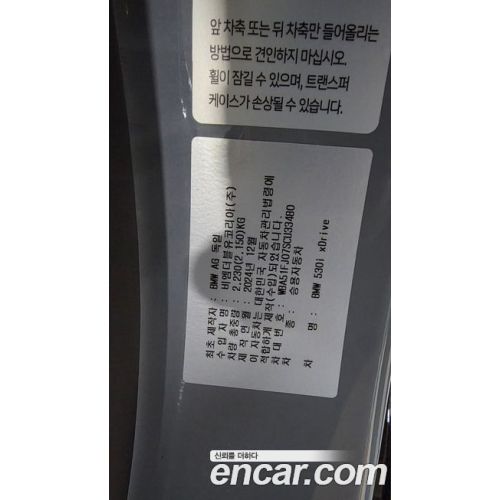 앞 차축 또는 뒤 차축만 들어올리는
방법으로 견인하지 마십시오.
휠이 잠길 수 있으며, 트랜스퍼
케이스가 손상될 수 있습니다.
최초 제작자 : BMW AG 독일
수 입 자 명 : 비엠더블유코리아(주)
차량 총중량 : 2,230(2,150)KG
제 작 연 월 : 2024년 12월
이 자동차는 대한민국 자동차관리법령에
적합하게 제작(수입)되었습니다.
차 대 번 호 : WBA51FJ07SCU33480
차 종 : 승용자동차
차 명 : BMW 530i xDrive
신뢰를 더하다
encar.com